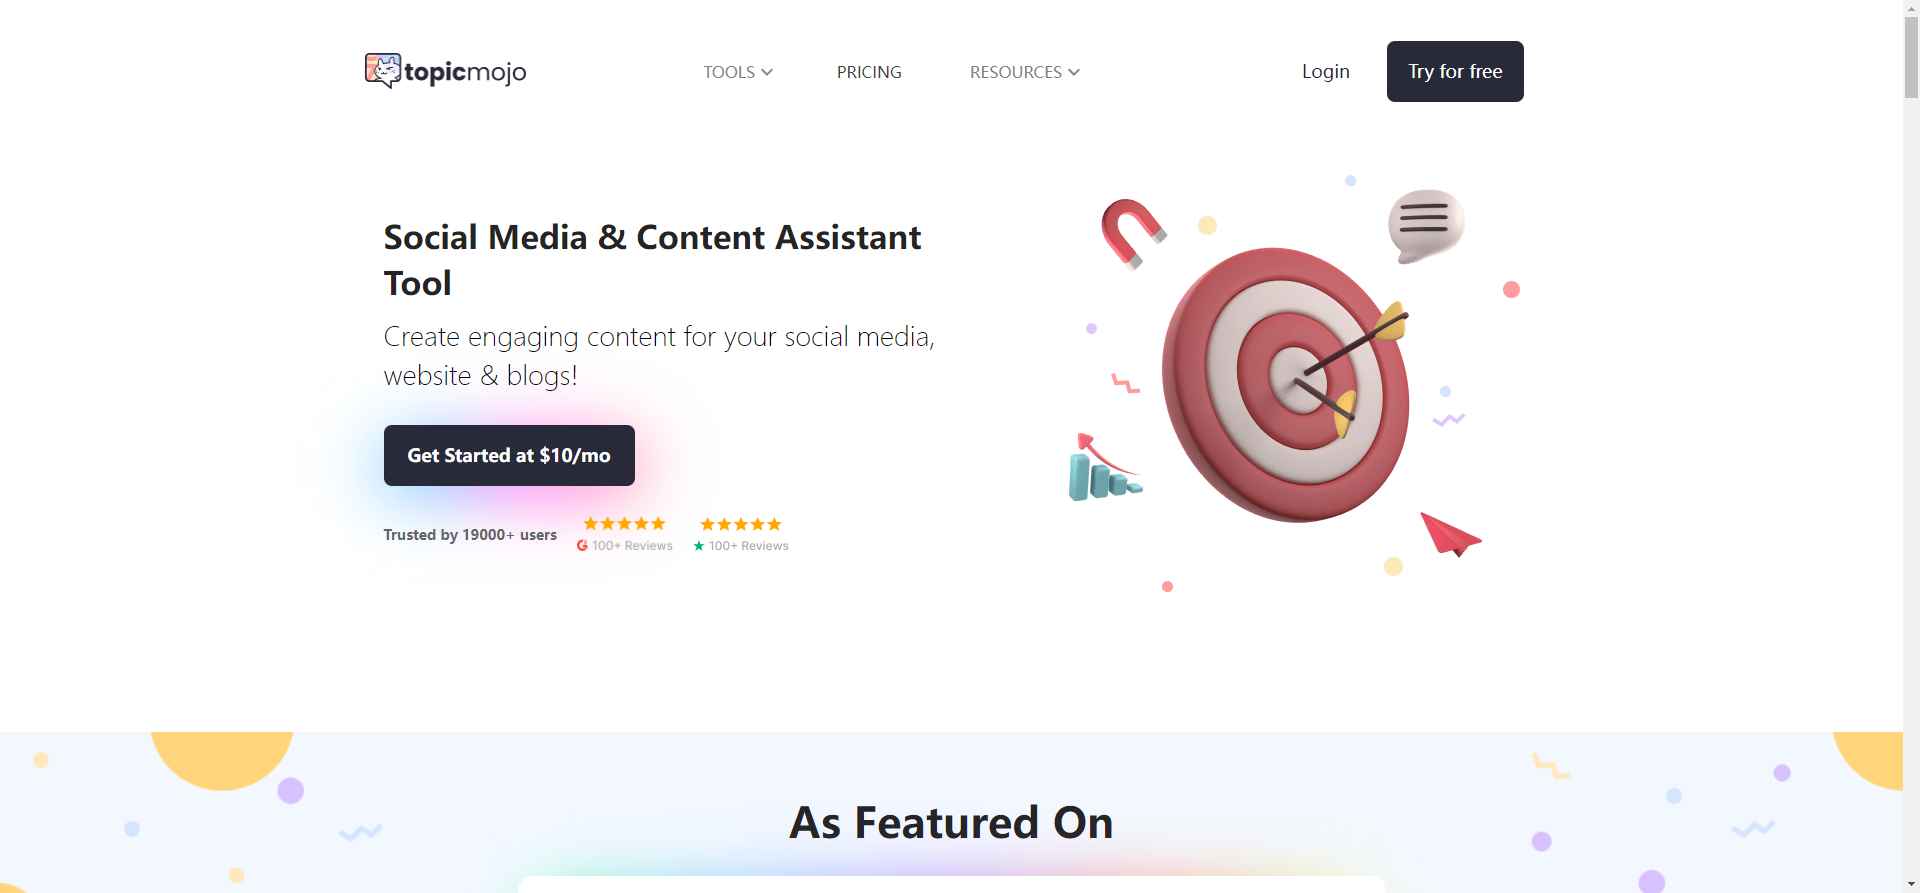 topicmojo
TOOLS
PRICING
RESOURCES
Login
Try for free
Social Media & Content Assistant
Tool
Create engaging content for your social media,
website & blogs!
Get Started at $10/mo
Trusted by 19000+ users
100+ Reviews
100+ Reviews
As Featured On